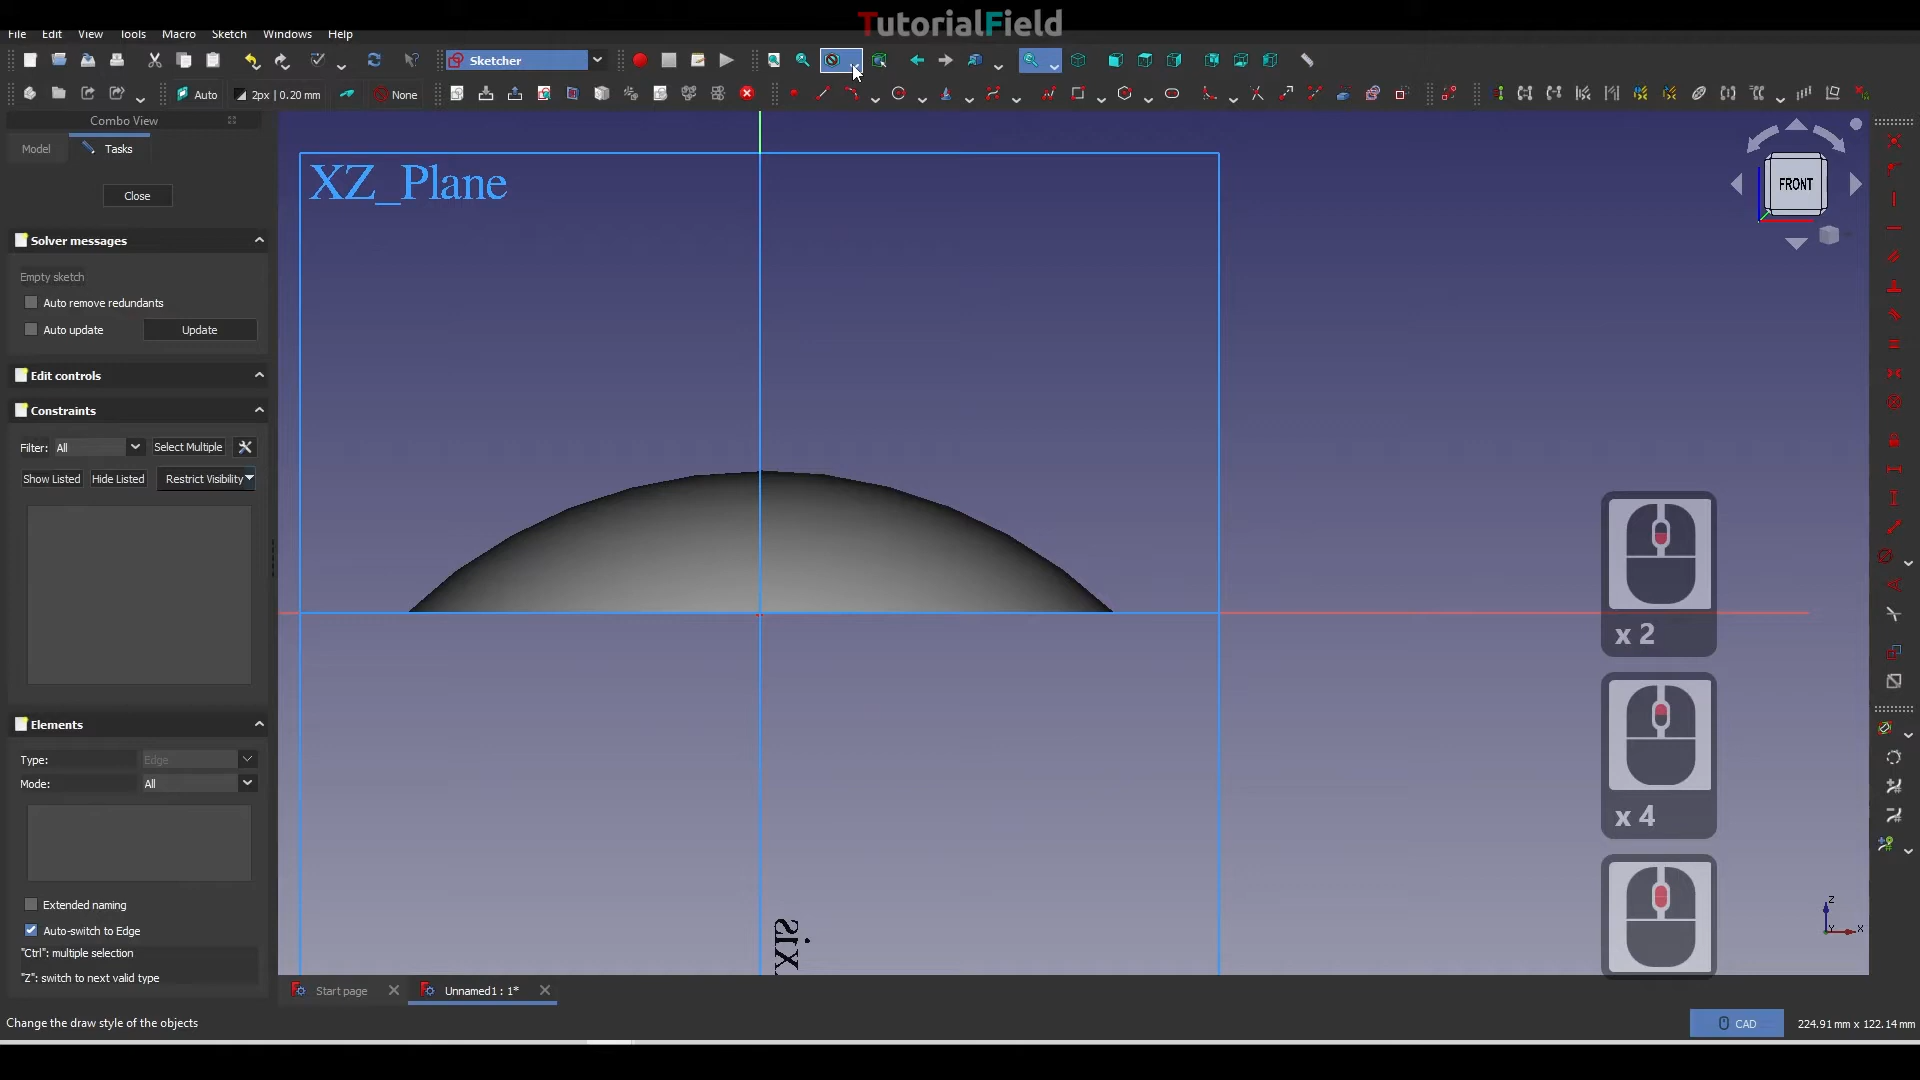 TutorialField
File Edit View Tools Macro Sketch Windows Help
Sketcher
Auto 2px | 0.20 mm None
Combo View
Model Tasks
Close
Solver messages
Empty sketch
Auto remove redundants
Auto update Update
Edit controls
Constraints
Filter: All Select Multiple
Show Listed Hide Listed Restrict Visibility
Elements
Type: Edge
Mode: All
Extended naming
Auto-switch to Edge
"Ctrl": multiple selection
"Z": switch to next valid type
XZ_Plane
FRONT
x 2
x 4
Z
Y X
Start page Unnamed1 : 1*
Change the draw style of the objects
CAD 224.91 mm x 122.14 mm